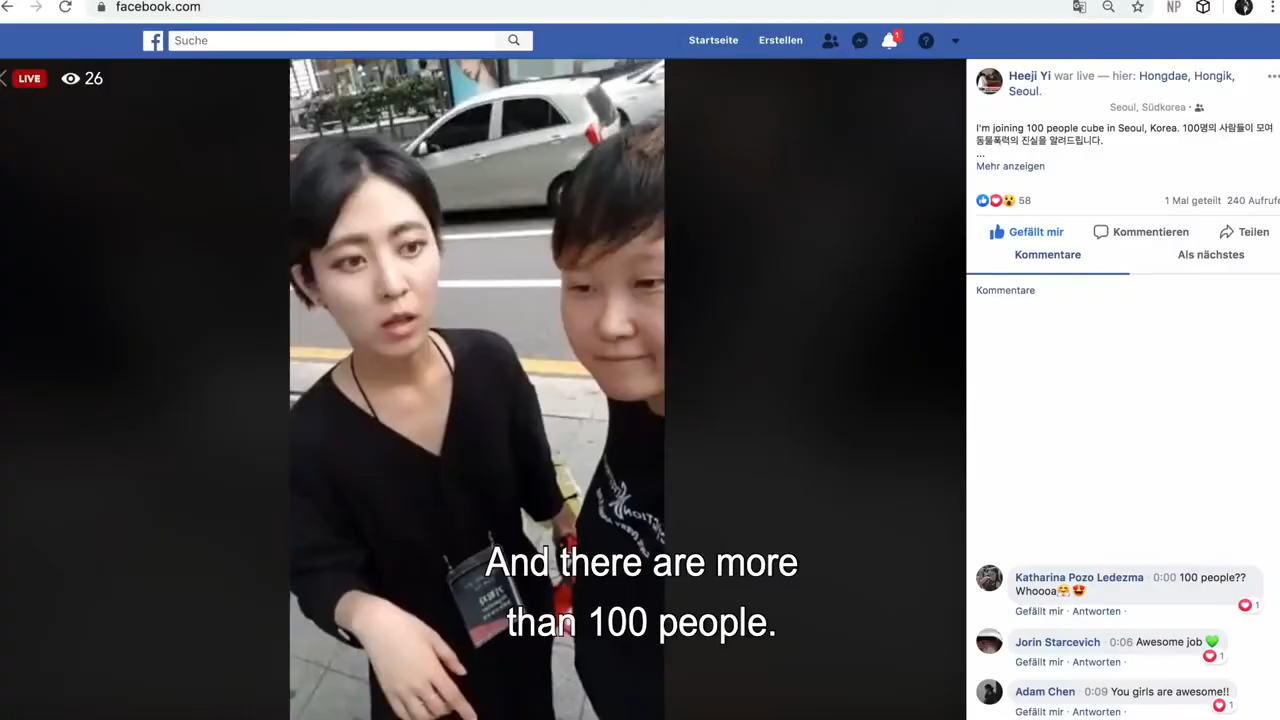 facebook.com
NP
Suche
Startseite
Erstellen
1
LIVE
26
Heeji Yi war live — hier: Hongdae, Hongik,
Seoul.
Seoul, Südkorea ·
I'm joining 100 people cube in Seoul, Korea. 100명의 사람들이 모여
동물폭력의 진실을 알려드립니다.
...
Mehr anzeigen
58
1 Mal geteilt 240 Aufrufe
Gefällt mir
Kommentieren
Teilen
Kommentare
Als nächstes
Kommentare
And there are more
than 100 people.
Katharina Pozo Ledezma · 0:00 100 people??
Whoooa
1
Gefällt mir · Antworten ·
Jorin Starcevich · 0:06 Awesome job
1
Gefällt mir · Antworten ·
Adam Chen · 0:09 You girls are awesome!!
1
Gefällt mir · Antworten ·